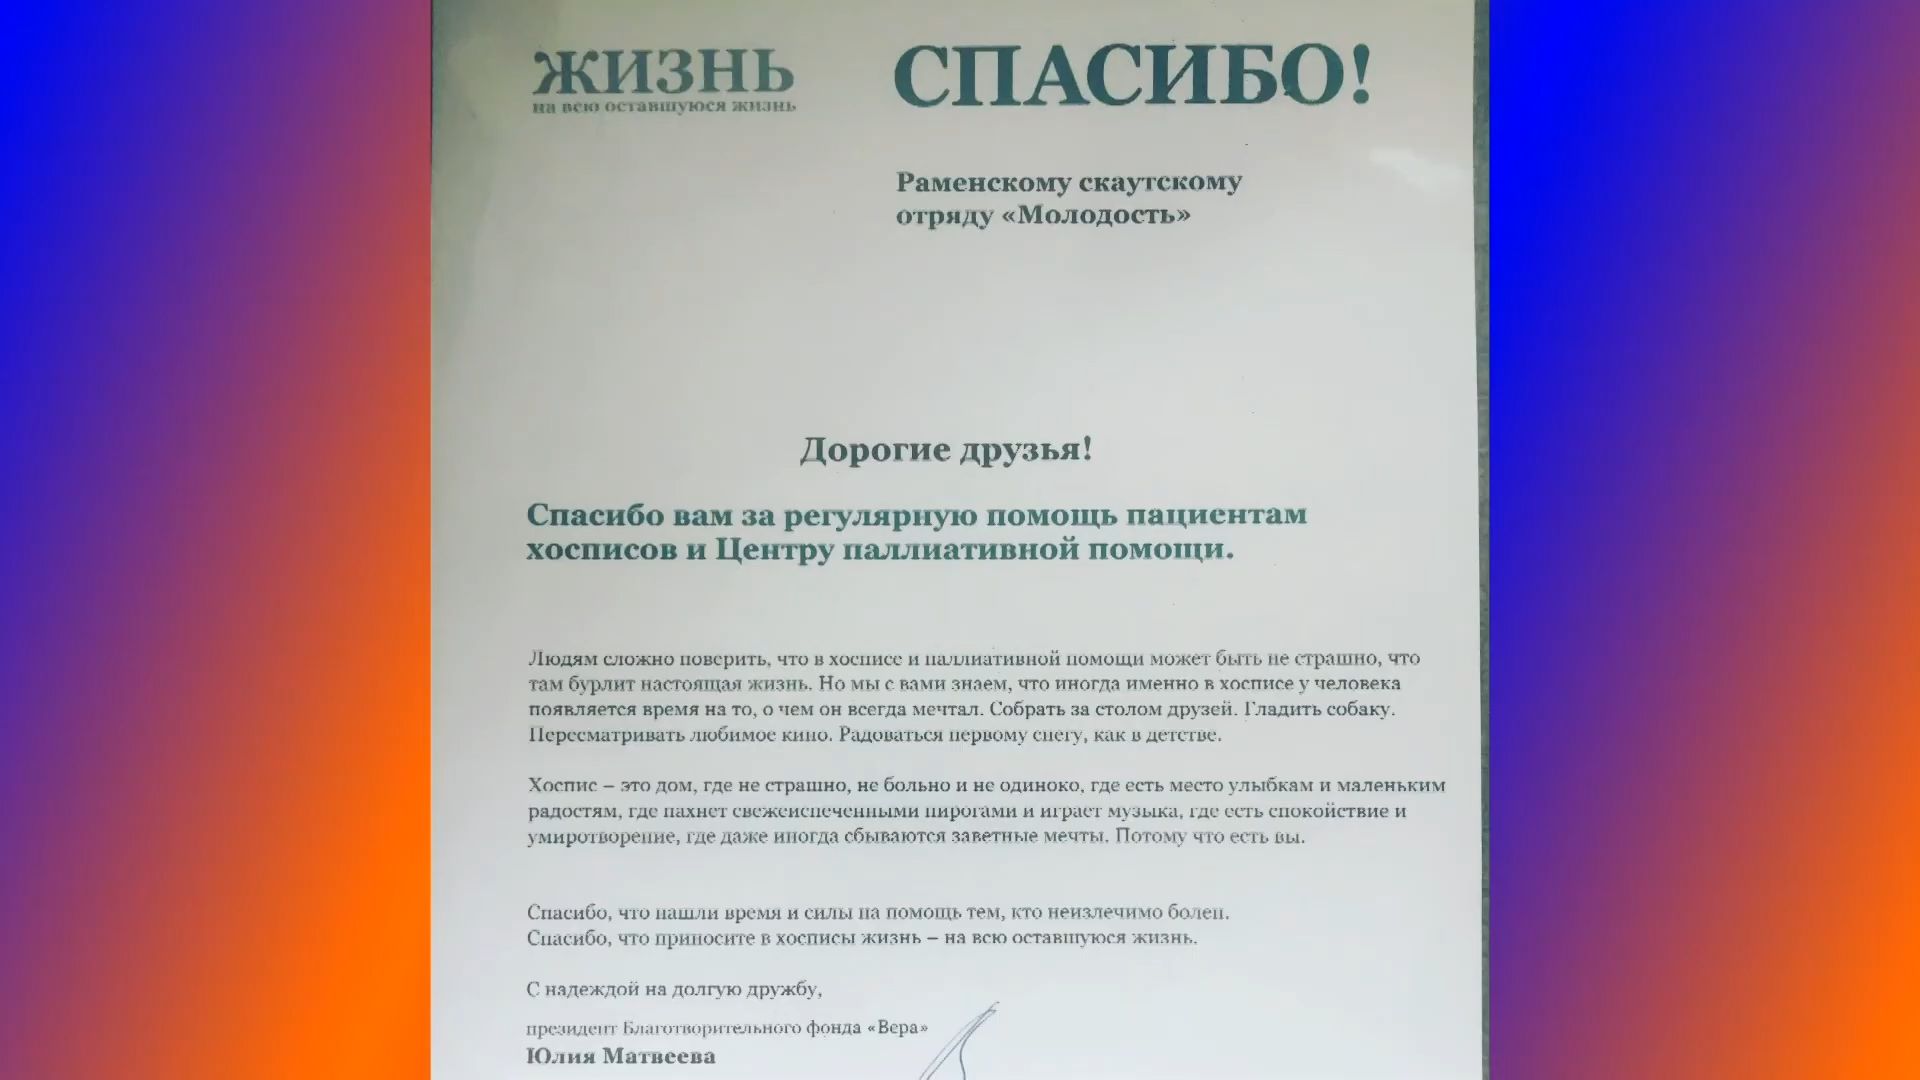 ЖИЗНЬ
на всю оставшуюся жизнь
СПАСИБО!
Раменскому скаутскому
отряду «Молодость»
Дорогие друзья!
Спасибо вам за регулярную помощь пациентам
хосписов и Центру паллиативной помощи.
Людям сложно поверить, что в хосписе и паллиативной помощи может быть не страшно, что
там бурлит настоящая жизнь. Но мы с вами знаем, что иногда именно в хосписе у человека
появляется время на то, о чем он всегда мечтал. Собрать за столом друзей. Гладить собаку.
Пересматривать любимое кино. Радоваться первому снегу, как в детстве.
Хоспис – это дом, где не страшно, не больно и не одиноко, где есть место улыбкам и маленьким
радостям, где пахнет свежеиспеченными пирогами и играет музыка, где есть спокойствие и
умиротворение, где даже иногда сбываются заветные мечты. Потому что есть вы.
Спасибо, что нашли время и силы на помощь тем, кто неизлечимо болен.
Спасибо, что приносите в хосписы жизнь – на всю оставшуюся жизнь.
С надеждой на долгую дружбу,
президент Благотворительного фонда «Вера»
Юлия Матвеева